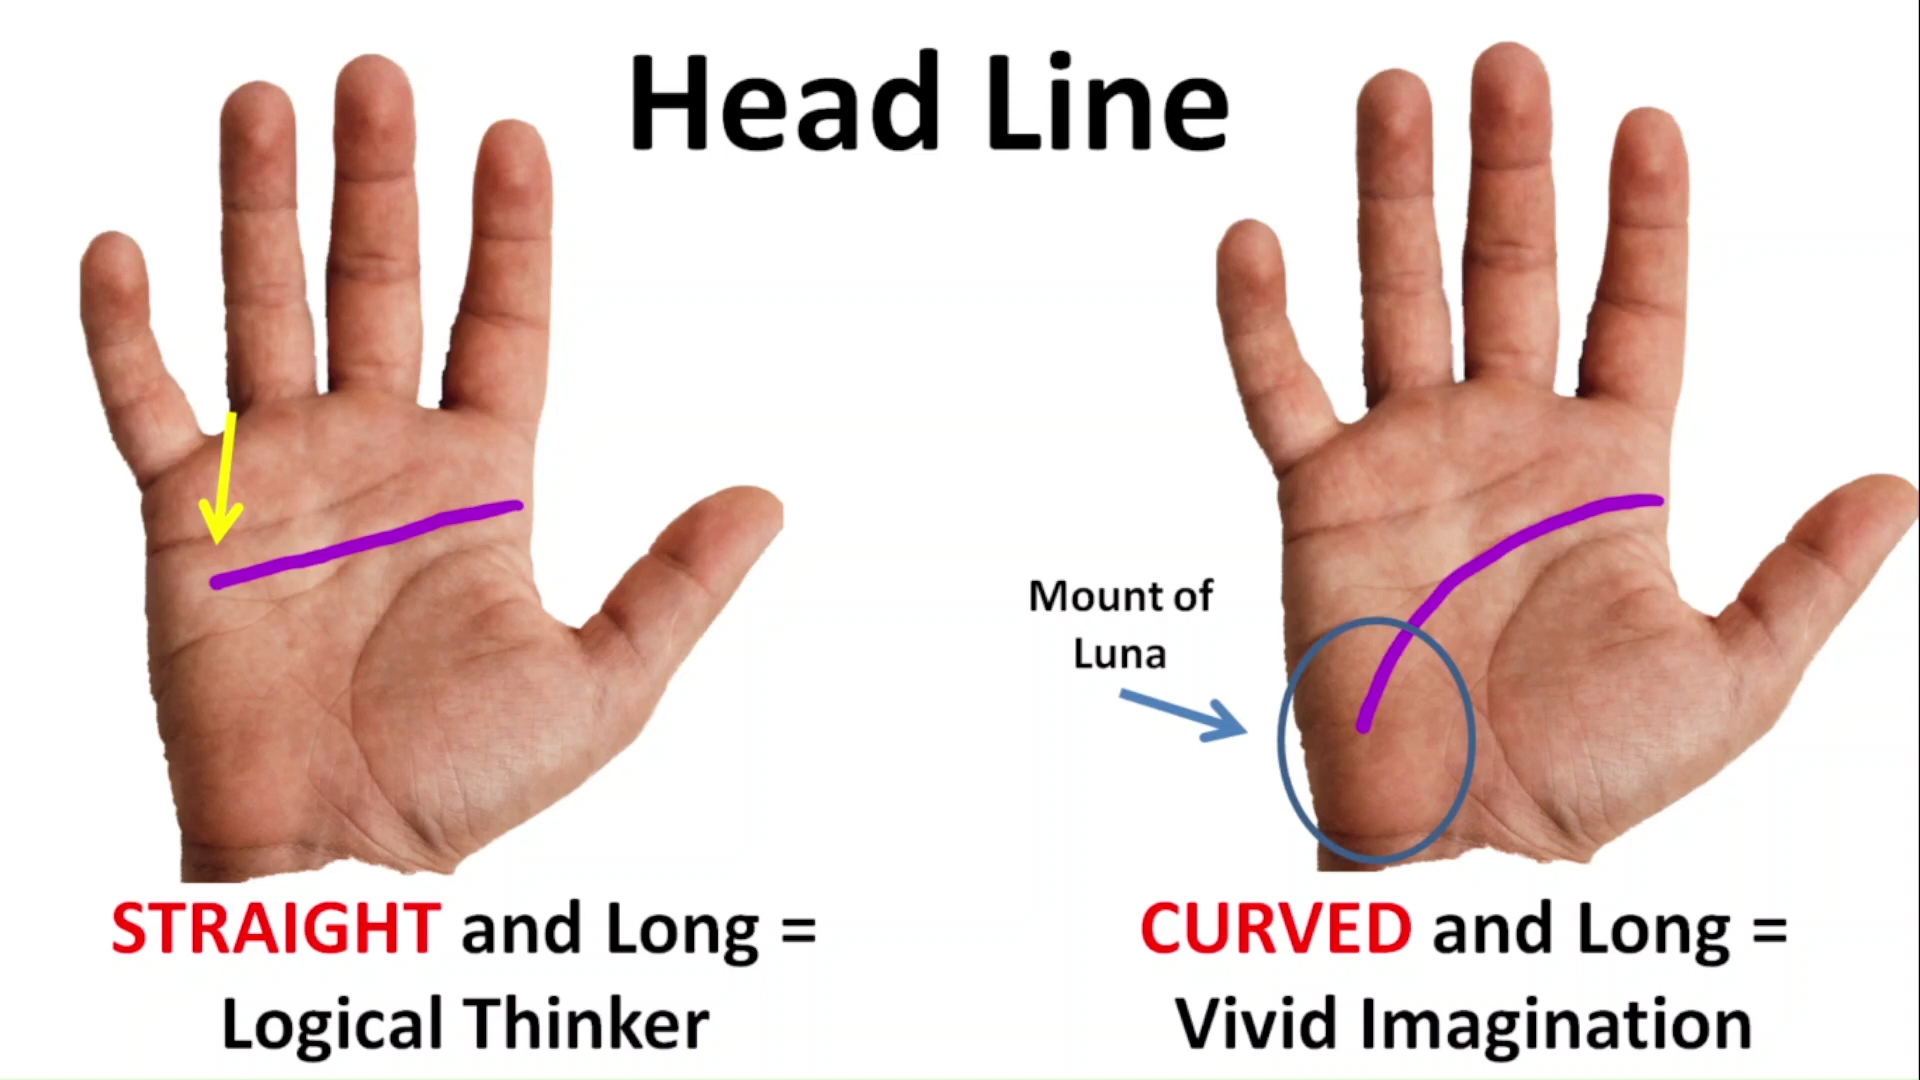 Head Line
Mount of
Luna
STRAIGHT and Long =
Logical Thinker
CURVED and Long =
Vivid Imagination